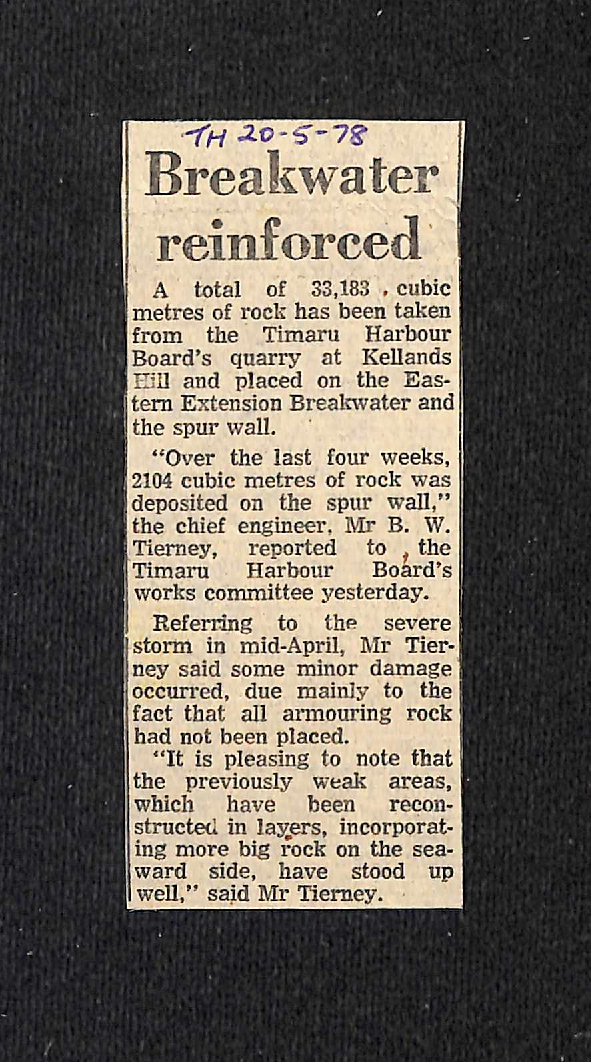 TH 20-5-78
Breakwater
reinforced
A total of 33,183 cubic
metres of rock has been taken
from the Timaru Harbour
Board's quarry at Kellands
Hill and placed on the Eas-
tern Extension Breakwater and
the spur wall.
"Over the last four weeks,
2104 cubic metres of rock was
deposited on the spur wall,"
the chief engineer, Mr B. W.
Tierney, reported to the
Timaru Harbour Board's
works committee yesterday.
Referring to the severe
storm in mid-April, Mr Tier-
ney said some minor damage
occurred, due mainly to the
fact that all armouring rock
had not been placed.
"It is pleasing to note that
the previously weak areas,
which have been recon-
structed in layers, incorporat-
ing more big rock on the sea-
ward side, have stood up
well," said Mr Tierney.